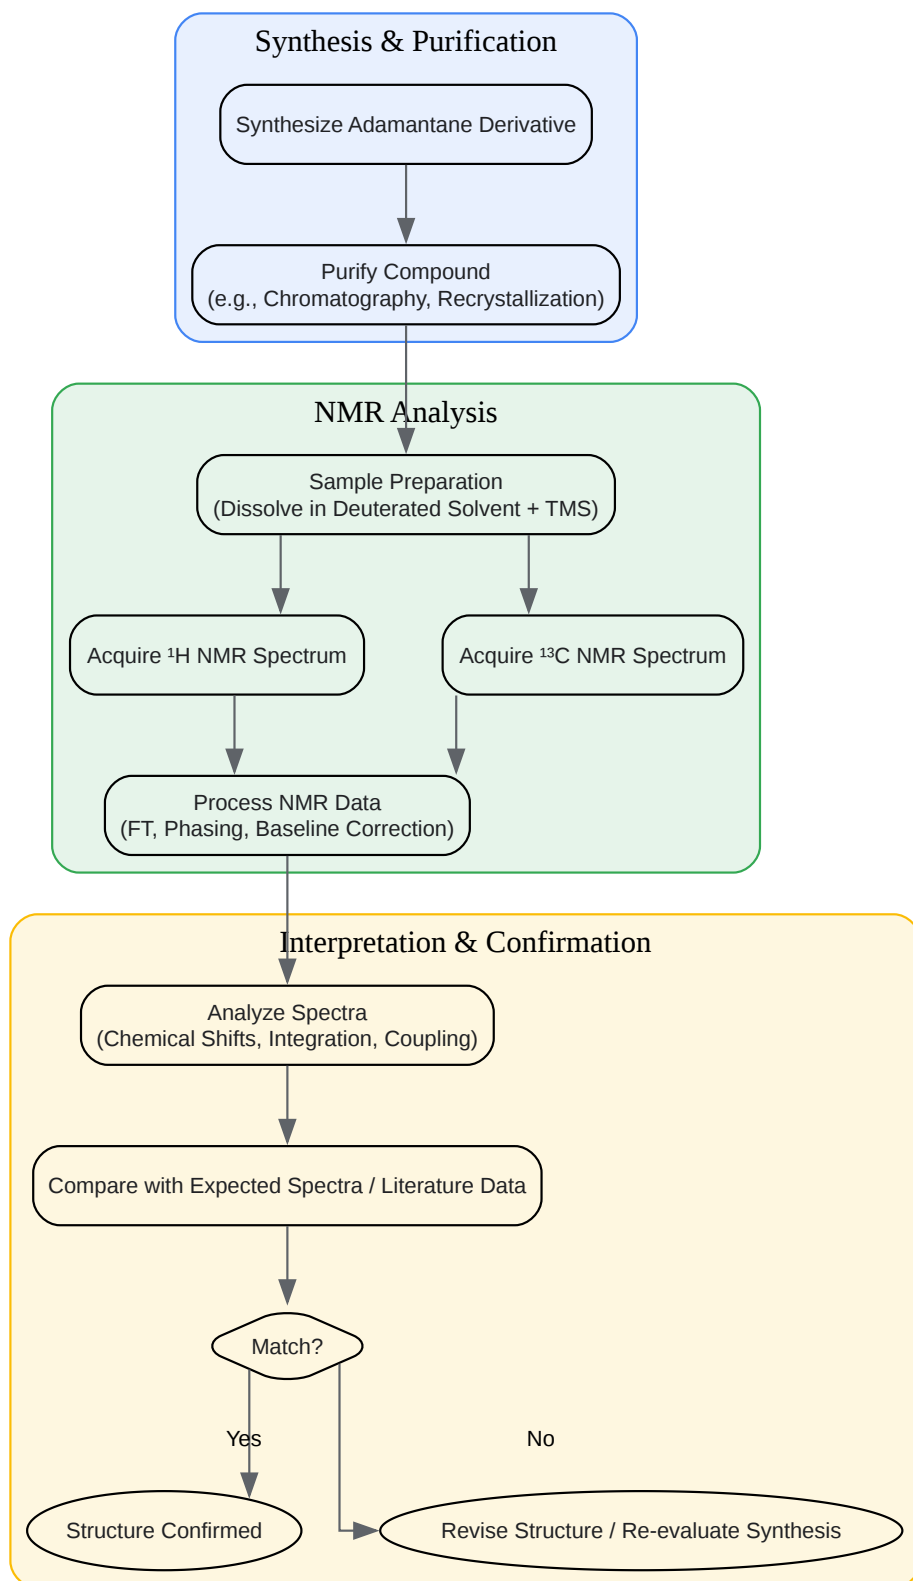 Synthesis & Purification
Synthesize Adamantane Derivative
Purify Compound
(e.g., Chromatography, Recrystallization)
NMR Analysis
Sample Preparation
(Dissolve in Deuterated Solvent + TMS)
Acquire ¹H NMR Spectrum
Acquire ¹³C NMR Spectrum
Process NMR Data
(FT, Phasing, Baseline Correction)
Interpretation & Confirmation
Analyze Spectra
(Chemical Shifts, Integration, Coupling)
Compare with Expected Spectra / Literature Data
Match?
Yes
No
Structure Confirmed
Revise Structure / Re-evaluate Synthesis